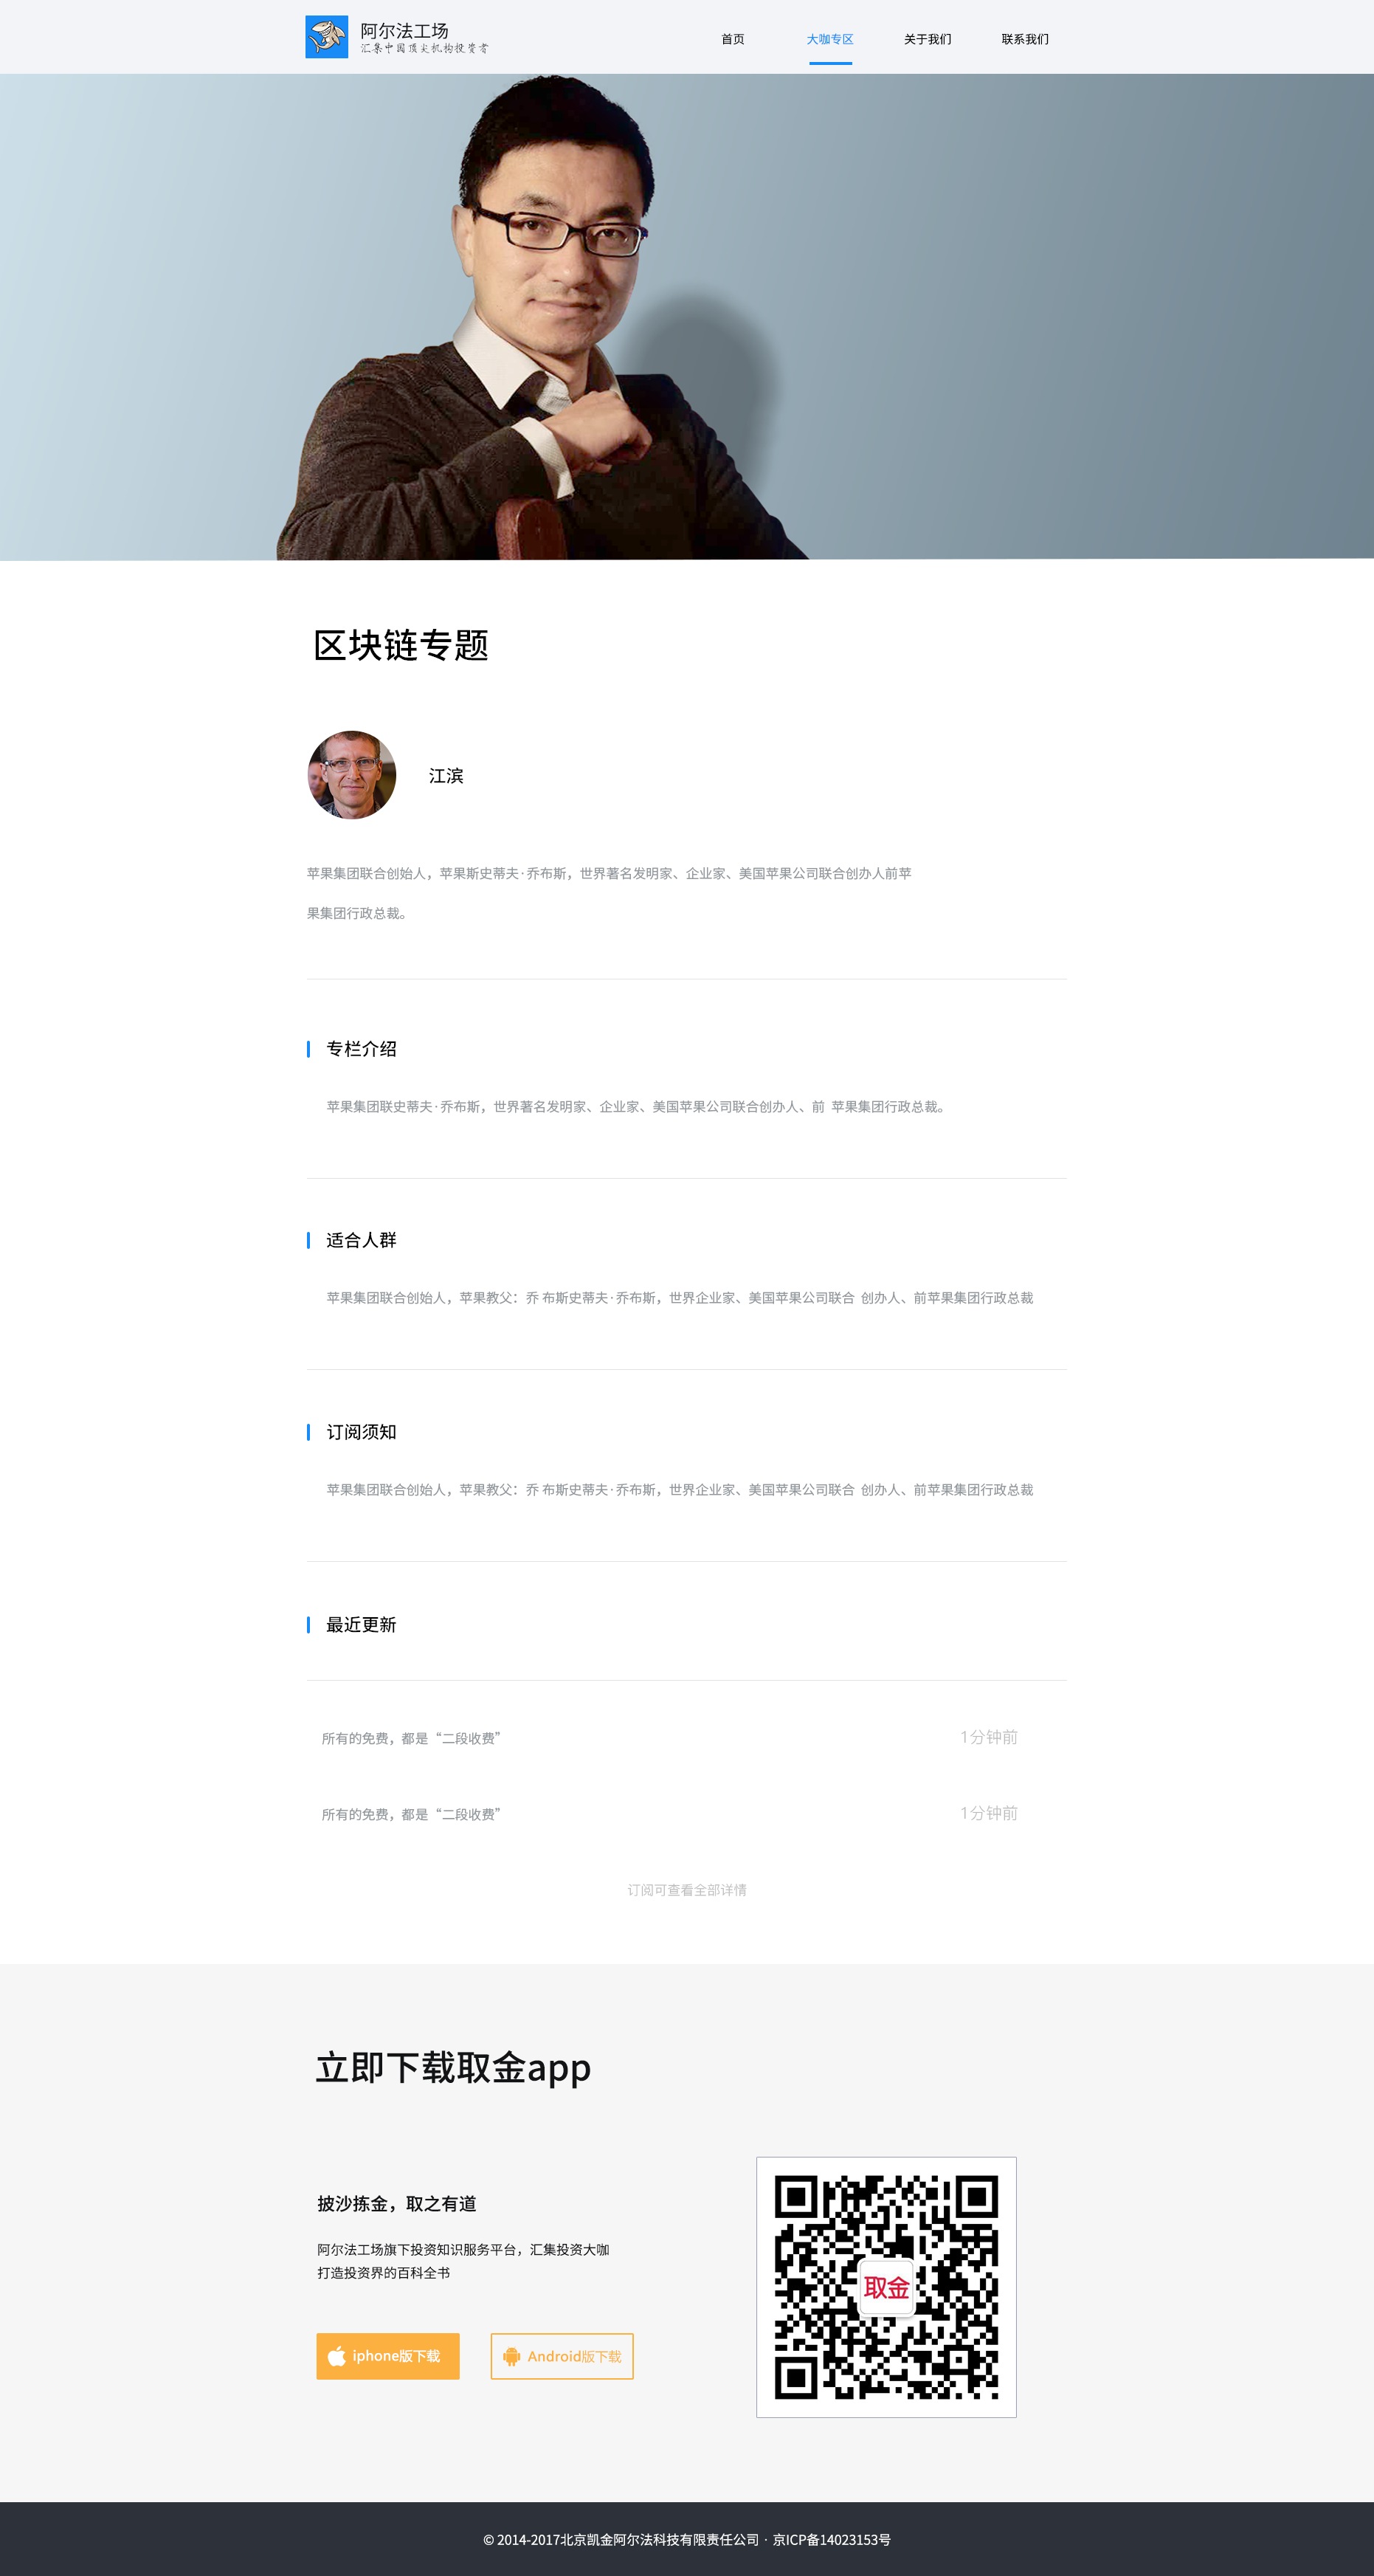 阿尔法工场
汇集中国顶尖机构投资者
首页 大咖专区 关于我们 联系我们
区块链专题
江滨
苹果集团联合创始人，苹果斯史蒂夫·乔布斯，世界著名发明家、企业家、美国苹果公司联合创办人前苹
果集团行政总裁。
专栏介绍
苹果集团联史蒂夫·乔布斯，世界著名发明家、企业家、美国苹果公司联合创办人、前 苹果集团行政总裁。
适合人群
苹果集团联合创始人，苹果教父：乔 布斯史蒂夫·乔布斯，世界企业家、美国苹果公司联合 创办人、前苹果集团行政总裁
订阅须知
苹果集团联合创始人，苹果教父：乔 布斯史蒂夫·乔布斯，世界企业家、美国苹果公司联合 创办人、前苹果集团行政总裁
最近更新
所有的免费，都是“二段收费” 1分钟前
所有的免费，都是“二段收费” 1分钟前
订阅可查看全部详情
立即下载取金app
披沙拣金，取之有道
阿尔法工场旗下投资知识服务平台，汇集投资大咖
打造投资界的百科全书
iphone版下载 Android版下载
取金
© 2014-2017北京凯金阿尔法科技有限责任公司 · 京ICP备14023153号